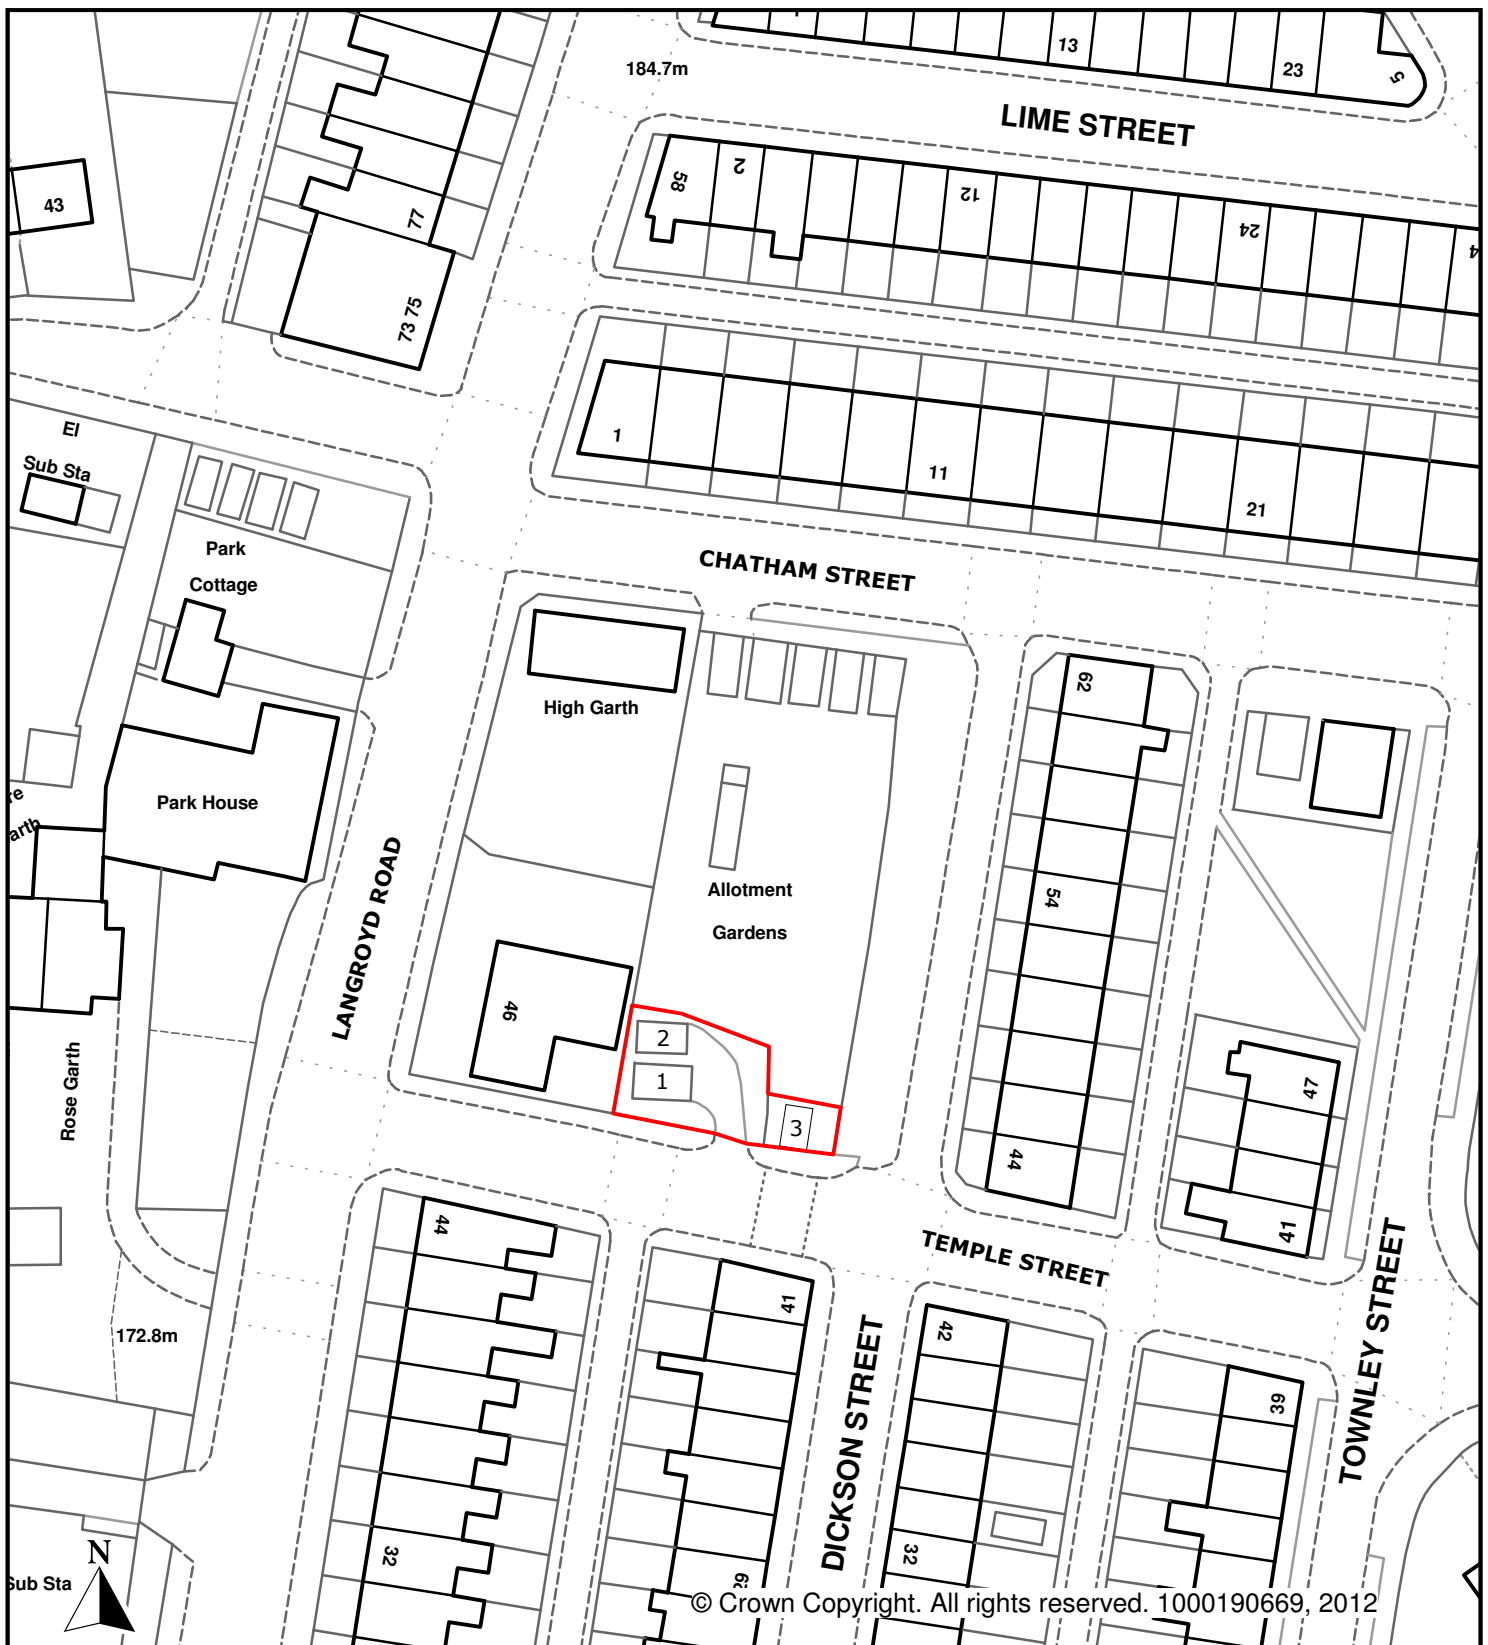 13
23
5
184.7m
LIME STREET
58
2
12
24
4
43
77
73 75
El
Sub Sta
1
11
21
Park
Cottage
CHATHAM STREET
High Garth
62
Park House
arth
Allotment
Gardens
54
LANGROYD ROAD
46
2
1
3
47
Rose Garth
44
41
44
TEMPLE STREET
41
42
172.8m
DICKSON STREET
TOWNLEY STREET
39
32
32
N
Sub Sta
© Crown Copyright. All rights reserved. 1000190669, 2012